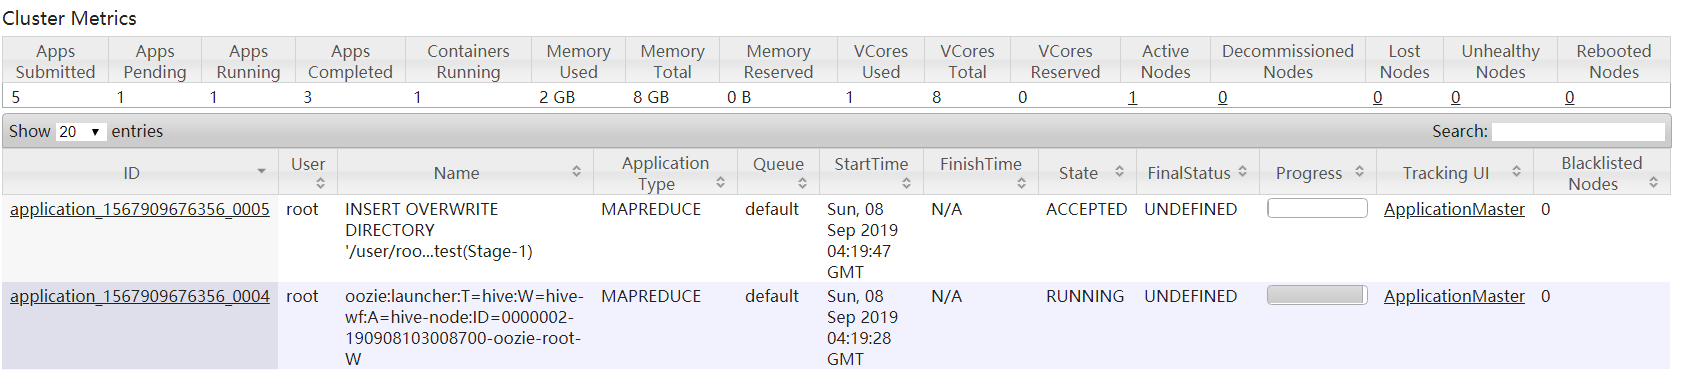 Cluster Metrics
Apps Submitted Apps Pending Apps Running Apps Completed Containers Running Memory Used Memory Total Memory Reserved VCores Used VCores Total VCores Reserved Active Nodes Decommissioned Nodes Lost Nodes Unhealthy Nodes Rebooted Nodes
5 1 1 3 1 2 GB 8 GB 0 B 1 8 0 1 0 0 0 0
Show 20 entries Search:
ID User Name Application Type Queue StartTime FinishTime State FinalStatus Progress Tracking UI Blacklisted Nodes
application_1567909676356_0005 root INSERT OVERWRITE MAPREDUCE default Sun, 08 N/A ACCEPTED UNDEFINED ApplicationMaster 0
DIRECTORY Sep 2019
'/user/roo...test(Stage-1) 04:19:47
GMT
application_1567909676356_0004 root oozie:launcher:T=hive:W=hive- MAPREDUCE default Sun, 08 N/A RUNNING UNDEFINED ApplicationMaster 0
wf:A=hive-node:ID=0000002- Sep 2019
190908103008700-oozie-root- 04:19:28
W GMT